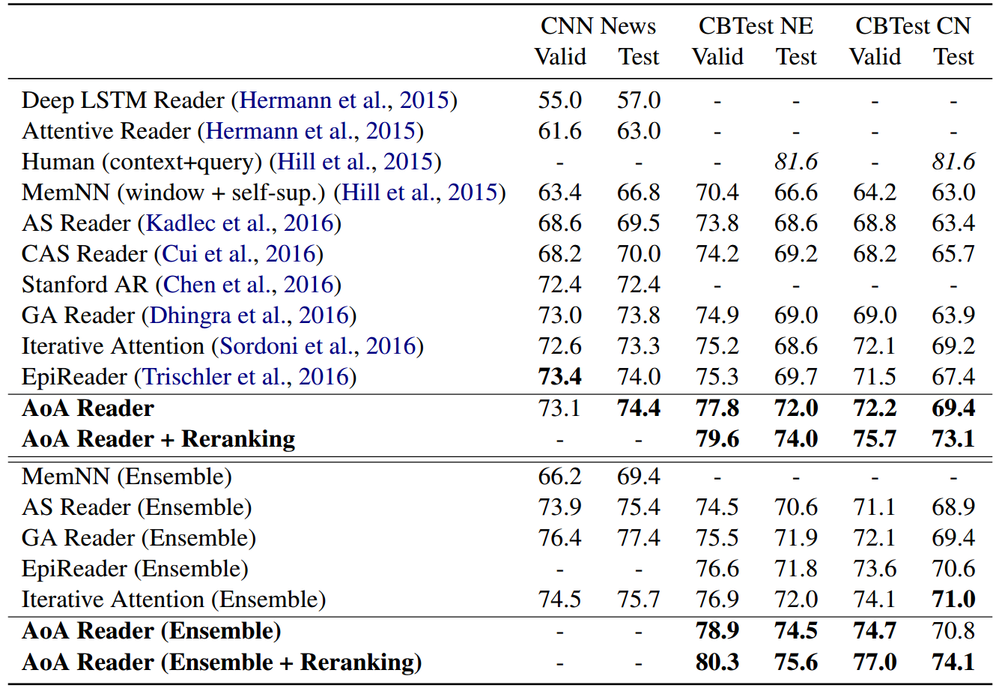 CNN News CBTest NE CBTest CN
Valid Test Valid Test Valid Test
Deep LSTM Reader (Hermann et al., 2015) 55.0 57.0 - - - -
Attentive Reader (Hermann et al., 2015) 61.6 63.0 - - - -
Human (context+query) (Hill et al., 2015) - - - 81.6 - 81.6
MemNN (window + self-sup.) (Hill et al., 2015) 63.4 66.8 70.4 66.6 64.2 63.0
AS Reader (Kadlec et al., 2016) 68.6 69.5 73.8 68.6 68.8 63.4
CAS Reader (Cui et al., 2016) 68.2 70.0 74.2 69.2 68.2 65.7
Stanford AR (Chen et al., 2016) 72.4 72.4 - - - -
GA Reader (Dhingra et al., 2016) 73.0 73.8 74.9 69.0 69.0 63.9
Iterative Attention (Sordoni et al., 2016) 72.6 73.3 75.2 68.6 72.1 69.2
EpiReader (Trischler et al., 2016) 73.4 74.0 75.3 69.7 71.5 67.4
AoA Reader 73.1 74.4 77.8 72.0 72.2 69.4
AoA Reader + Reranking - - 79.6 74.0 75.7 73.1
MemNN (Ensemble) 66.2 69.4 - - - -
AS Reader (Ensemble) 73.9 75.4 74.5 70.6 71.1 68.9
GA Reader (Ensemble) 76.4 77.4 75.5 71.9 72.1 69.4
EpiReader (Ensemble) - - 76.6 71.8 73.6 70.6
Iterative Attention (Ensemble) 74.5 75.7 76.9 72.0 74.1 71.0
AoA Reader (Ensemble) - - 78.9 74.5 74.7 70.8
AoA Reader (Ensemble + Reranking) - - 80.3 75.6 77.0 74.1